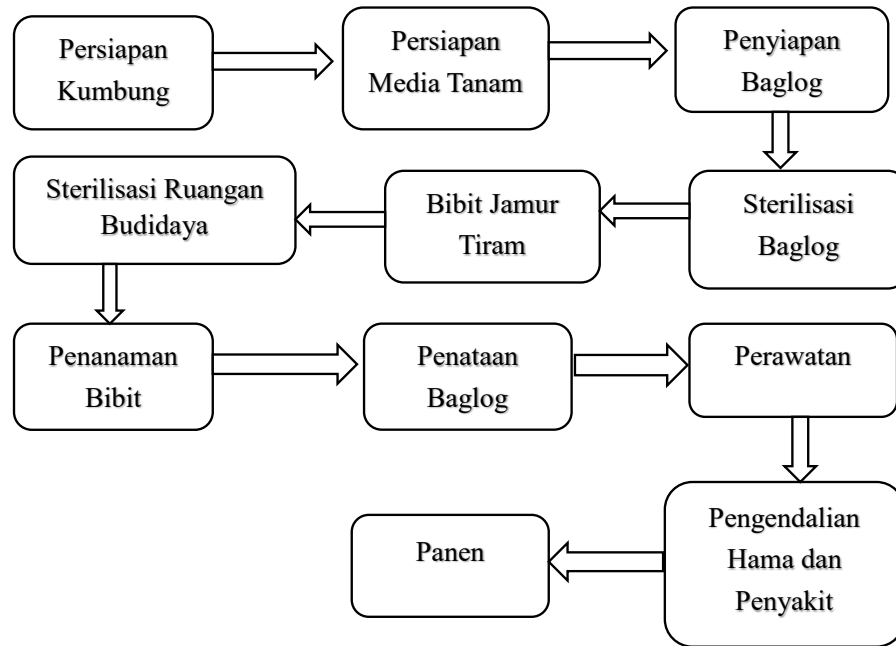 Persiapan
Kumbung
Persiapan
Media Tanam
Penyiapan
Baglog
Sterilisasi
Baglog
Bibit Jamur
Tiram
Sterilisasi Ruangan
Budidaya
Penanaman
Bibit
Penataan
Baglog
Perawatan
Pengendalian
Hama dan
Penyakit
Panen